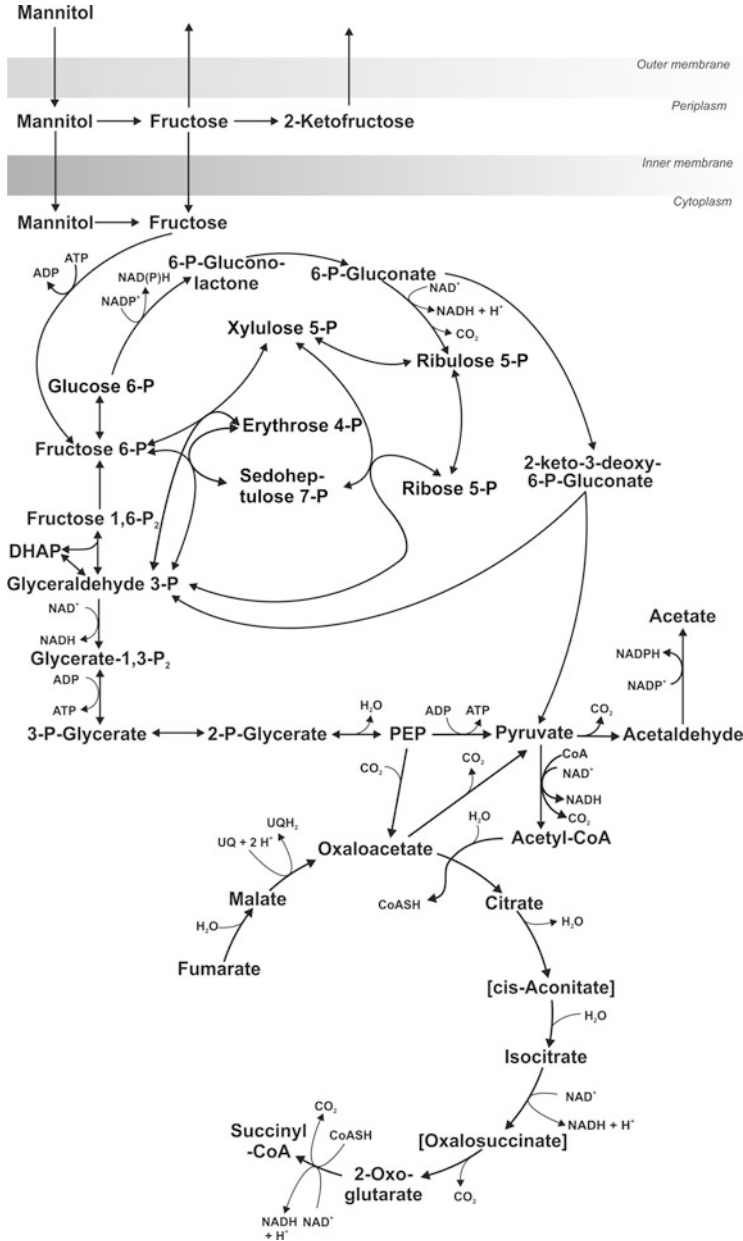 Mannitol
Outer membrane
Periplasm
Mannitol
Fructose
2-Ketofructose
Inner membrane
Cytoplasm
Mannitol
Fructose
ATP
ADP
6-P-Glucono-
lactone
6-P-Gluconate
NAD(P)H
NADP⁺
NAD⁺
NADH + H⁺
CO₂
Xylulose 5-P
Ribulose 5-P
Glucose 6-P
Erythrose 4-P
Fructose 6-P
Sedohep-
tulose 7-P
Ribose 5-P
2-keto-3-deoxy-
6-P-Gluconate
Fructose 1,6-P₂
DHAP
Glyceraldehyde 3-P
NAD⁺
NADH
Glycerate-1,3-P₂
ADP
ATP
Acetate
NADPH
NADP⁺
3-P-Glycerate
2-P-Glycerate
H₂O
PEP
ADP
ATP
Pyruvate
CO₂
Acetaldehyde
CO₂
CO₂
CoA
NAD⁺
NADH
CO₂
H₂O
Acetyl-CoA
UQH₂
UQ + 2 H⁺
Oxaloacetate
CoASH
Malate
H₂O
Fumarate
Citrate
H₂O
[cis-Aconitate]
H₂O
Isocitrate
NAD⁺
NADH + H⁺
[Oxalosuccinate]
CO₂
2-Oxo-
glutarate
CO₂
CoASH
Succinyl
-CoA
NADH
+ H⁺
NAD⁺